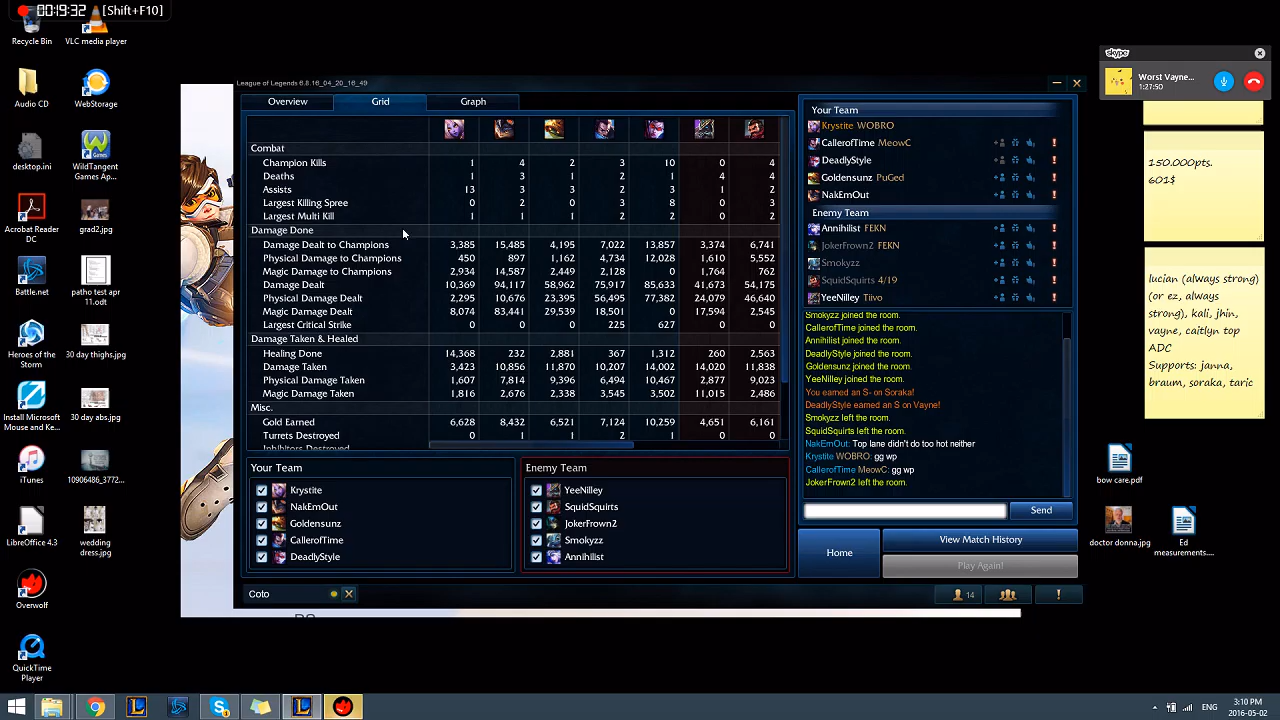 00:19:32 [Shift+F10]
Recycle Bin
VLC media player
Audio CD
WebStorage
desktop.ini
WildTangent
Games Ap...
Acrobat Reader
DC
grad2.jpg
Battle.net
patho test apr
11.odt
Heroes of the
Storm
30 day thighs.jpg
Install Microsoft
Mouse and Ke...
30 day abs.jpg
iTunes
10906486_3772...
LibreOffice 4.3
wedding
dress.jpg
Overwolf
QuickTime
Player
League of Legends 6.8.16_04_20_16_49
Overview Grid Graph
Combat
Champion Kills 1 4 2 3 10 0 4
Deaths 1 3 1 2 1 4 4
Assists 13 3 3 2 3 1 2
Largest Killing Spree 0 2 0 3 8 0 3
Largest Multi Kill 1 1 1 2 2 0 2
Damage Done
Damage Dealt to Champions 3,385 15,485 4,195 7,022 13,857 3,374 6,741
Physical Damage to Champions 450 897 1,162 4,734 12,028 1,610 5,552
Magic Damage to Champions 2,934 14,587 2,449 2,128 0 1,764 762
Damage Dealt 10,369 94,117 58,962 75,917 85,633 41,673 54,175
Physical Damage Dealt 2,295 10,676 23,395 56,495 77,382 24,079 46,640
Magic Damage Dealt 8,074 83,441 29,539 18,501 0 17,594 2,545
Largest Critical Strike 0 0 0 225 627 0 0
Damage Taken & Healed
Healing Done 14,368 232 2,881 367 1,312 260 2,563
Damage Taken 3,423 10,856 11,870 10,207 14,002 14,020 11,838
Physical Damage Taken 1,607 7,814 9,396 6,494 10,467 2,877 9,023
Magic Damage Taken 1,816 2,676 2,338 3,545 3,502 11,015 2,486
Misc.
Gold Earned 6,628 8,432 6,521 7,124 10,259 4,651 6,161
Turrets Destroyed 0 1 1 2 1 0 0
Inhibitors Destroyed
Your Team
Krystite
NakEmOut
Goldensunz
CallerofTime
DeadlyStyle
Enemy Team
YeeNilley
SquidSquirts
JokerFrown2
Smokyzz
Annihilist
Coto
Your Team
Krystite WOBRO
CallerofTime MeowC
DeadlyStyle
Goldensunz PuGed
NakEmOut
Enemy Team
Annihilist FEKN
JokerFrown2 FEKN
Smokyzz
SquidSquirts 4/19
YeeNilley Tiivo
Smokyzz joined the room.
CallerofTime joined the room.
Annihilist joined the room.
DeadlyStyle joined the room.
Goldensunz joined the room.
YeeNilley joined the room.
You earned an S- on Soraka!
DeadlyStyle earned an S on Vayne!
Smokyzz left the room.
SquidSquirts left the room.
NakEmOut: Top lane didn't do too hot neither
Krystite WOBRO: gg wp
CallerofTime MeowC: gg wp
JokerFrown2 left the room.
Send
Home
View Match History
Play Again!
14
skype
Worst Vayne...
1:27:50
150.000pts.
601$
lucian (always strong)
(or ez, always
strong), kali, jhin,
vayne, caitlyn top
ADC
Supports: janna,
braum, soraka, taric
bow care.pdf
doctor donna.jpg
Ed
measurements....
ENG
3:10 PM
2016-05-02